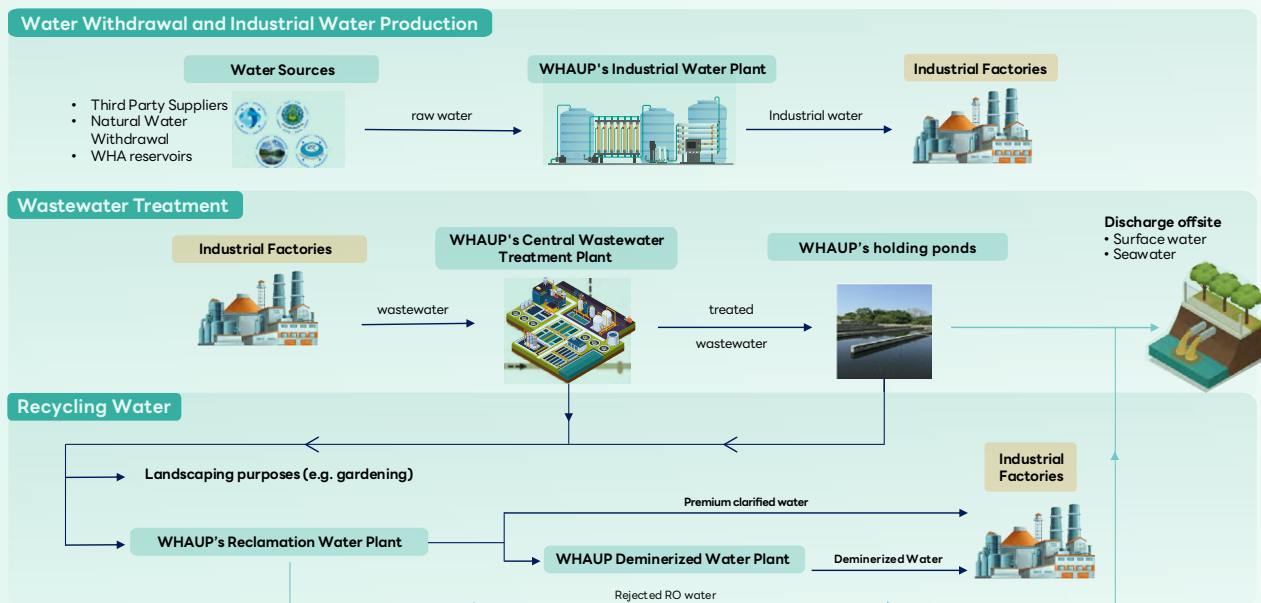 Water Withdrawal and Industrial Water Production
Water Sources
WHAUP's Industrial Water Plant
Industrial Factories
• Third Party Suppliers
• Natural Water
Withdrawal
• WHA reservoirs
raw water
Industrial water
Wastewater Treatment
Industrial Factories
WHAUP's Central Wastewater
Treatment Plant
WHAUP's holding ponds
Discharge offsite
• Surface water
• Seawater
wastewater
treated
wastewater
Recycling Water
Landscaping purposes (e.g. gardening)
Industrial
Factories
Premium clarified water
WHAUP's Reclamation Water Plant
WHAUP Deminerized Water Plant
Deminerized Water
Rejected RO water